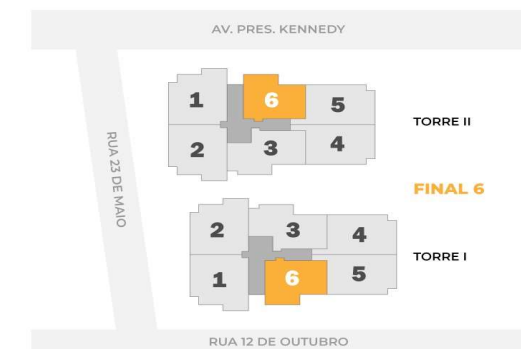 AV. PRES. KENNEDY
1
6
5
TORRE II
2
3
4
RUA 23 DE MAIO
FINAL 6
2
3
4
TORRE I
1
6
5
RUA 12 DE OUTUBRO